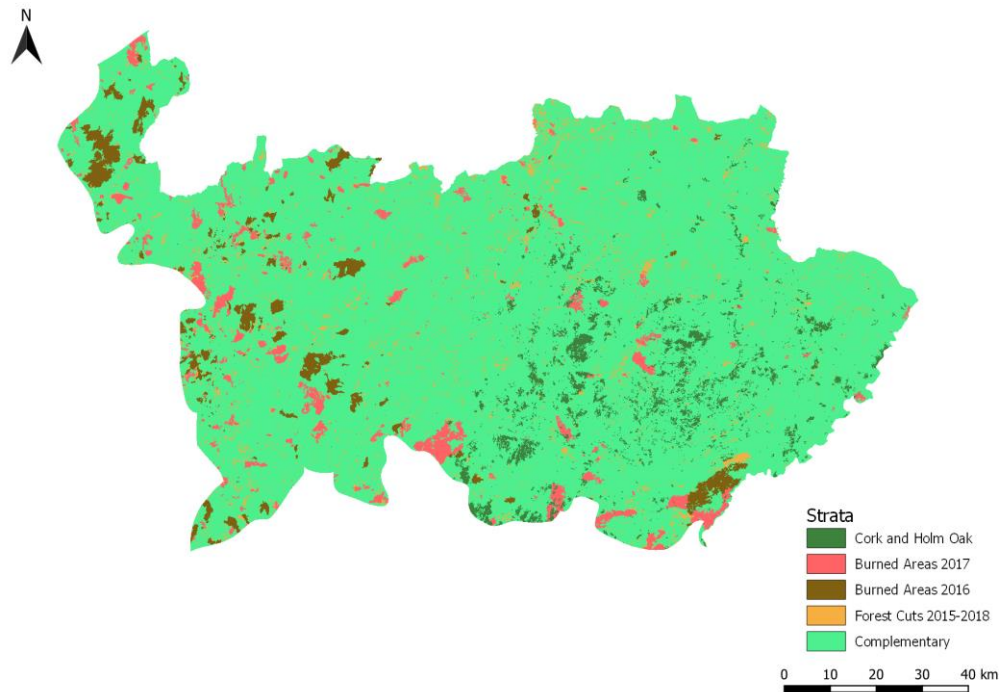 N
Strata
Cork and Holm Oak
Burned Areas 2017
Burned Areas 2016
Forest Cuts 2015-2018
Complementary
0 10 20 30 40 km